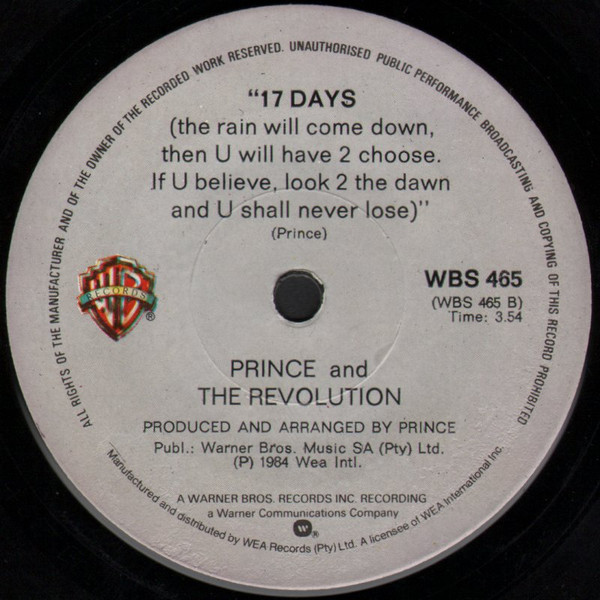 ALL RIGHTS OF THE MANUFACTURER AND OF THE OWNER OF THE RECORDED WORK RESERVED. UNAUTHORISED PUBLIC PERFORMANCE BROADCASTING AND COPYING OF THIS RECORD PROHIBITED
“17 DAYS
(the rain will come down,
then U will have 2 choose.
If U believe, look 2 the dawn
and U shall never lose)”
(Prince)
WB
RECORDS
®
WBS 465
(WBS 465 B)
Time: 3.54
PRINCE and
THE REVOLUTION
PRODUCED AND ARRANGED BY PRINCE
Publ.: Warner Bros. Music SA (Pty) Ltd.
(P) 1984 Wea Intl.
A WARNER BROS. RECORDS INC. RECORDING
a Warner Communications Company
W®
Manufactured and distributed by WEA Records (Pty) Ltd. A licensee of WEA International Inc.